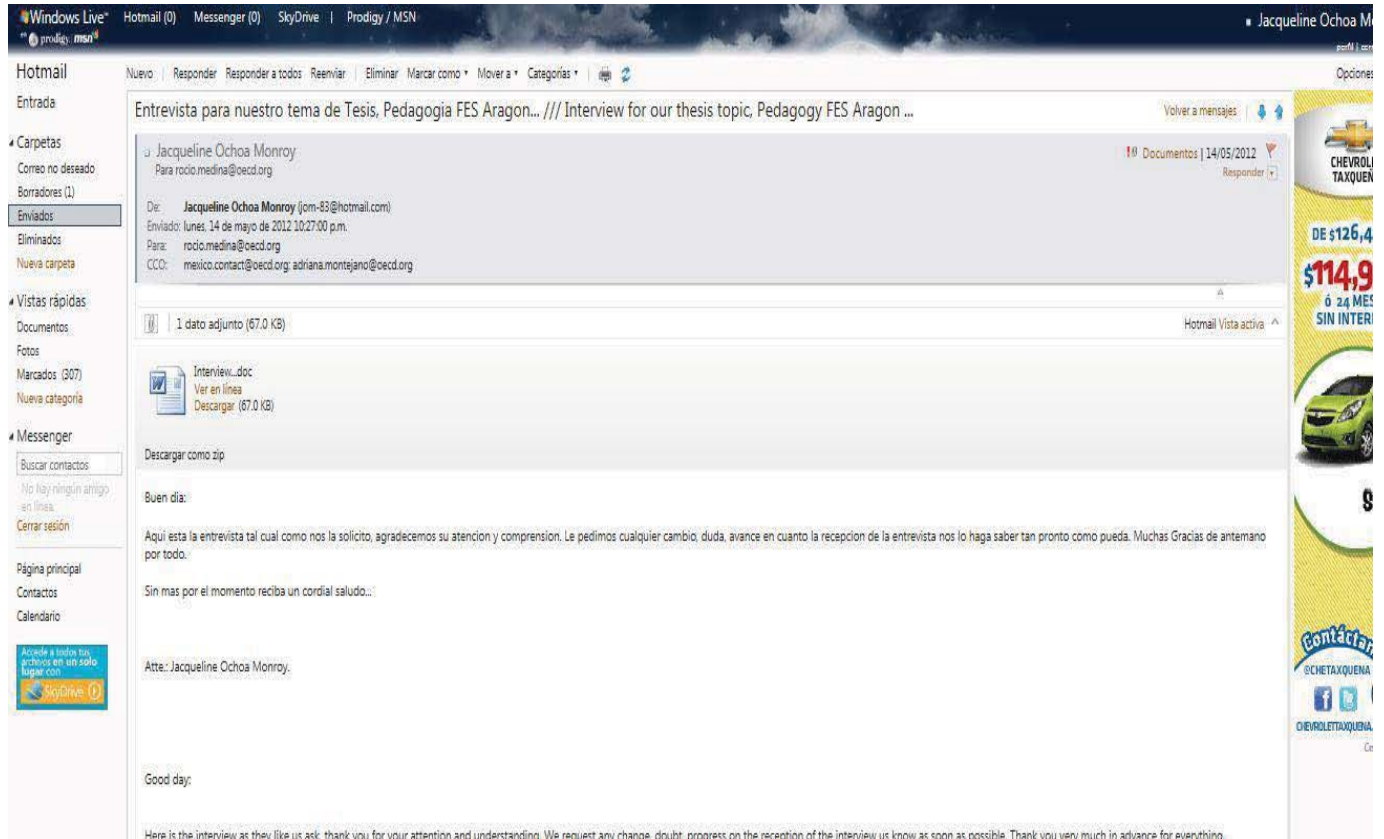 Windows Live™ Hotmail (0) Messenger (0) SkyDrive | Prodigy / MSN
Jacqueline Ochoa
en prodigy msn
perfil
Hotmail
Nuevo Responder Responder a todos Reenviar Eliminar Marcar como Mover a Categorías
Opciones
Entrada
Entrevista para nuestro tema de Tesis, Pedagogia FES Aragon... /// Interview for our thesis topic, Pedagogy FES Aragon ...
Volver a mensajes
Carpetas
Correo no deseado
Borradores (1)
Enviados
Eliminados
Nueva carpeta
Jacqueline Ochoa Monroy
Para rocio.medina@oecd.org
Documentos | 14/05/2012
Responder
De: Jacqueline Ochoa Monroy (jom-83@hotmail.com)
Enviado: lunes, 14 de mayo de 2012 10:27:00 p.m.
Para: rocio.medina@oecd.org
CCO: mexico.contact@oecd.org; adriana.montejano@oecd.org
Vistas rápidas
Documentos
Fotos
Marcados (307)
Nueva categoría
1 dato adjunto (67.0 KB)
Hotmail Vista activa
Interview...doc
Ver en línea
Descargar (67.0 KB)
Descargar como zip
Messenger
Buscar contactos
No hay ningún amigo
en línea.
Cerrar sesión
Página principal
Contactos
Calendario
Accede a todos tus
archivos en un solo
lugar con
SkyDrive
Buen dia:
Aqui esta la entrevista tal cual como nos la solicito, agradecemos su atencion y comprension. Le pedimos cualquier cambio, duda, avance en cuanto la recepcion de la entrevista nos lo haga saber tan pronto como pueda. Muchas Gracias de antemano
por todo.
Sin mas por el momento reciba un cordial saludo...
Atte.: Jacqueline Ochoa Monroy.
Good day:
Here is the interview as they like us ask, thank you for your attention and understanding. We request any change, doubt, progress on the reception of the interview us know as soon as possible. Thank you very much in advance for everything.
CHEVROL
TAXQUEÑ
DE $126,4
$114,9
ó 24 MES
SIN INTER
Contáctan
@CHETAXQUENA
CHEVROLETTAXQUENA.